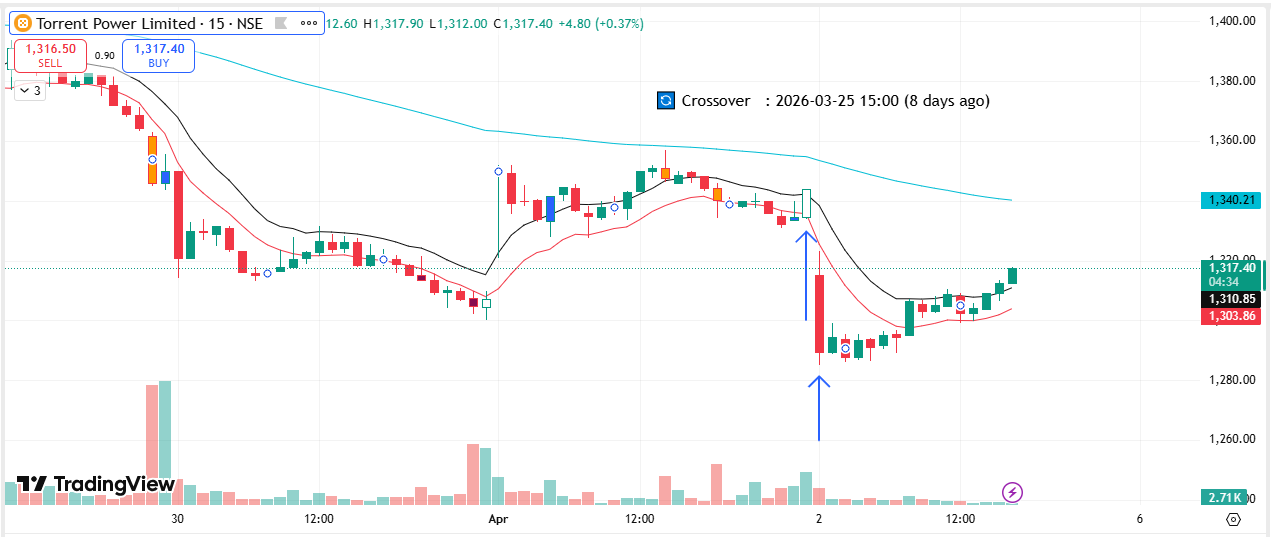 Torrent Power Limited · 15 · NSE ••• 12.60 H1,317.90 L1,312.00 C1,317.40 +4.80 (+0.37%)
1,316.50 SELL 0.90 1,317.40 BUY
3
Crossover : 2026-03-25 15:00 (8 days ago)
1,400.00
1,380.00
1,360.00
1,340.21
1,317.40
04:34
1,310.85
1,303.86
1,280.00
1,260.00
2.71K
TradingView
30 12:00 Apr 12:00 2 12:00 6